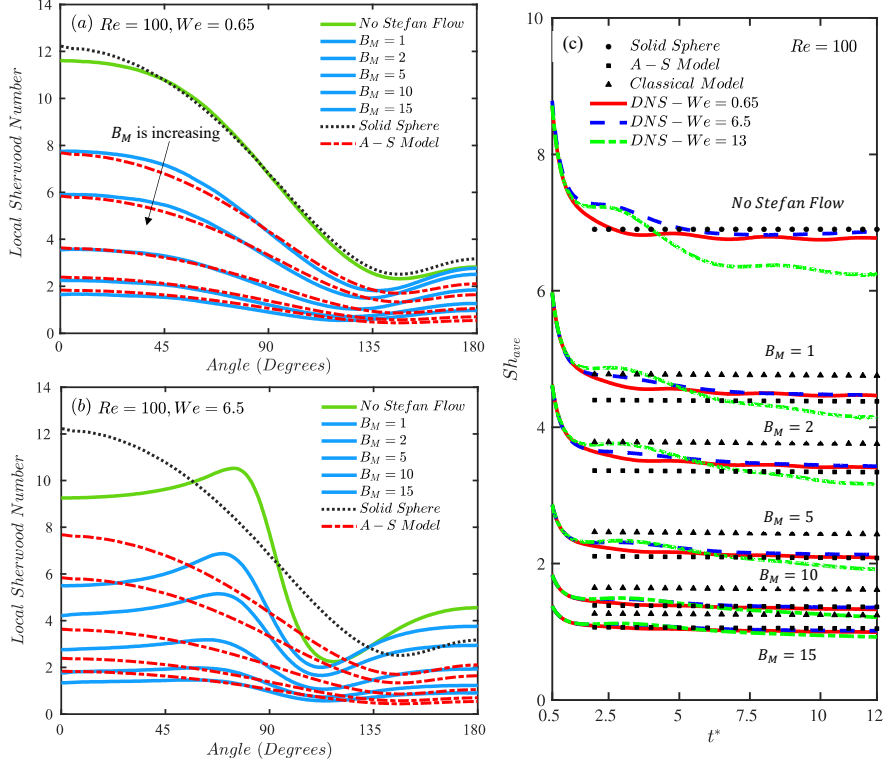 14
12
10
8
6
4
2
0
Local Sherwood Number
(a) Re = 100, We = 0.65
No Stefan Flow
B_M = 1
B_M = 2
B_M = 5
B_M = 10
B_M = 15
Solid Sphere
A − S Model
B_M is increasing
0 45 90 135 180
Angle (Degrees)
14
12
10
8
6
4
2
0
Local Sherwood Number
(b) Re = 100, We = 6.5
No Stefan Flow
B_M = 1
B_M = 2
B_M = 5
B_M = 10
B_M = 15
Solid Sphere
A − S Model
0 45 90 135 180
Angle (Degrees)
10
8
6
4
2
0
Sh_ave
(c)
Solid Sphere
A − S Model
Classical Model
DNS − We = 0.65
DNS − We = 6.5
DNS − We = 13
Re = 100
No Stefan Flow
B_M = 1
B_M = 2
B_M = 5
B_M = 10
B_M = 15
0.5 2.5 5 7.5 10 12
t*